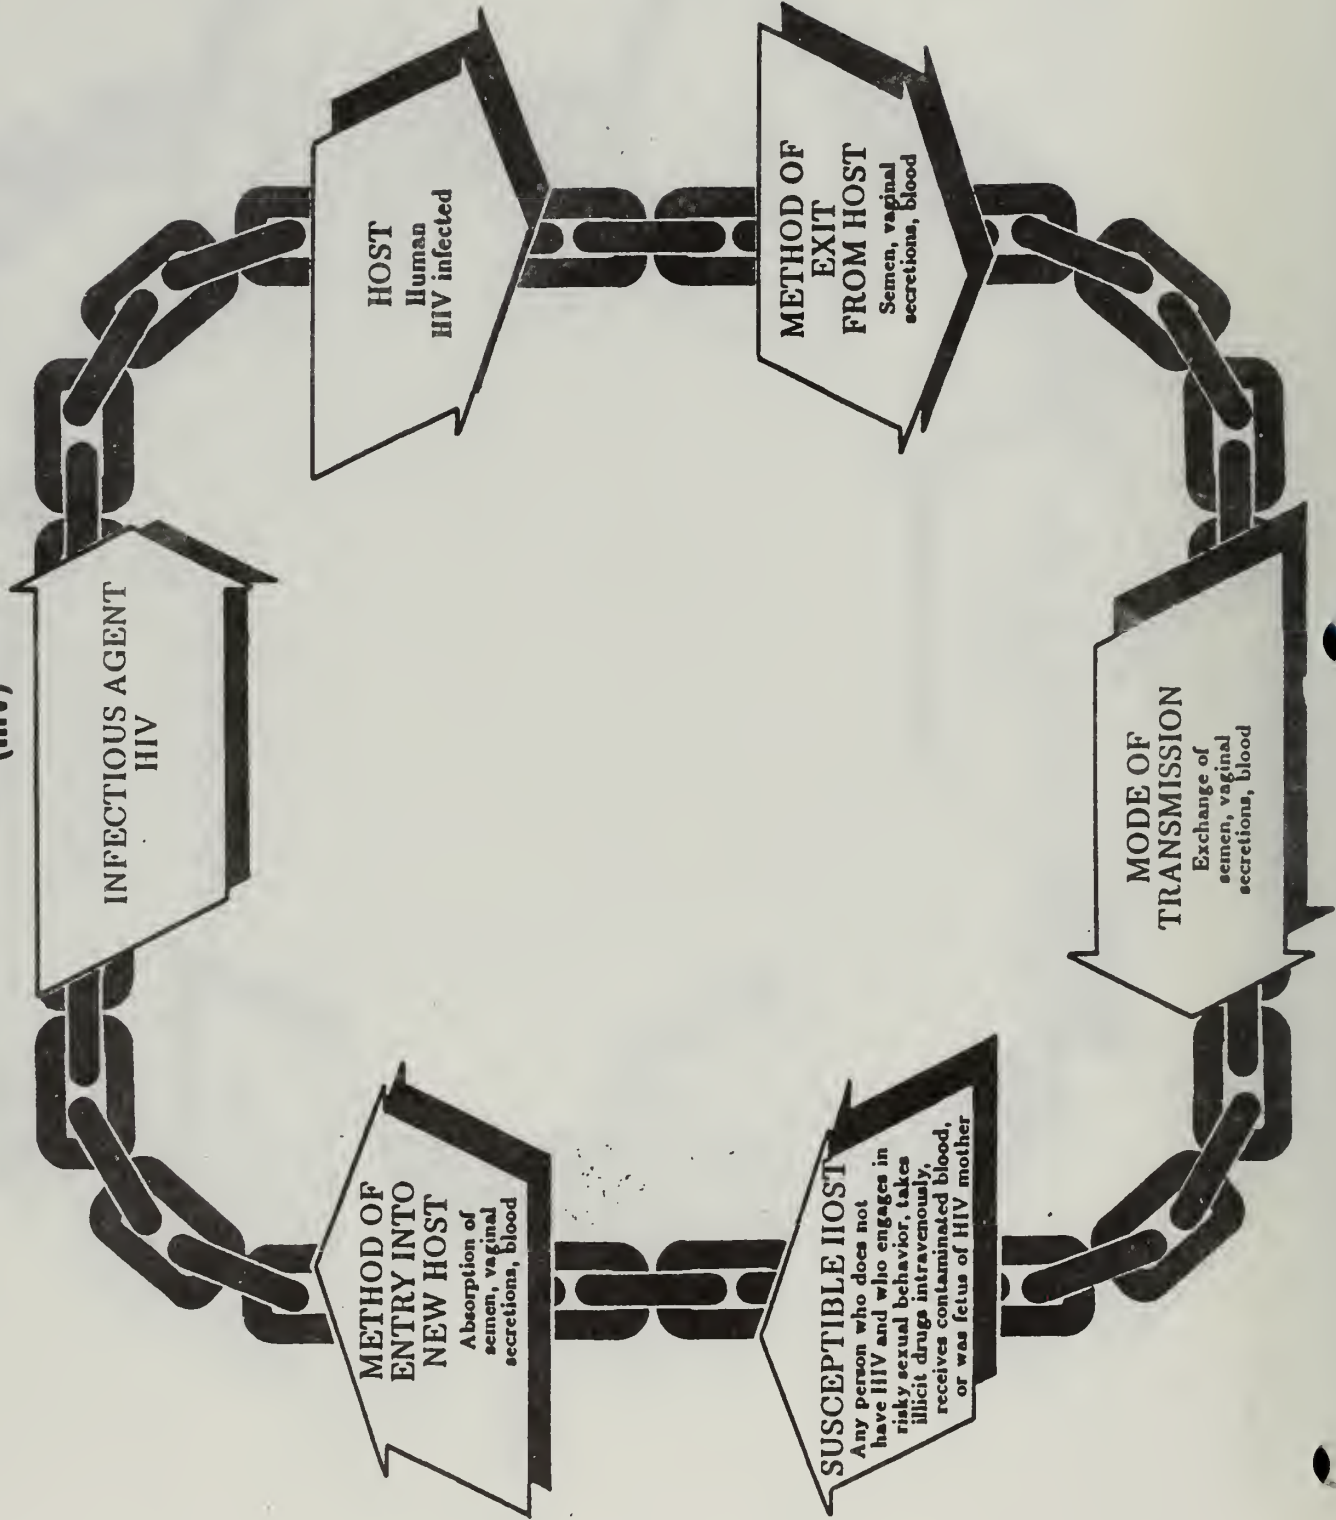 (HIV)
INFECTIOUS AGENT
HIV
HOST
Human
HIV infected
METHOD OF
EXIT
FROM HOST
Semen, vaginal
secretions, blood
MODE OF
TRANSMISSION
Exchange of
semen, vaginal
secretions, blood
SUSCEPTIBLE HOST
Any person who does not
have HIV and who engages in
risky sexual behavior, takes
illicit drugs intravenously,
receives contaminated blood,
or was fetus of HIV mother
METHOD OF
ENTRY INTO
NEW HOST
Absorption of
semen, vaginal
secretions, blood